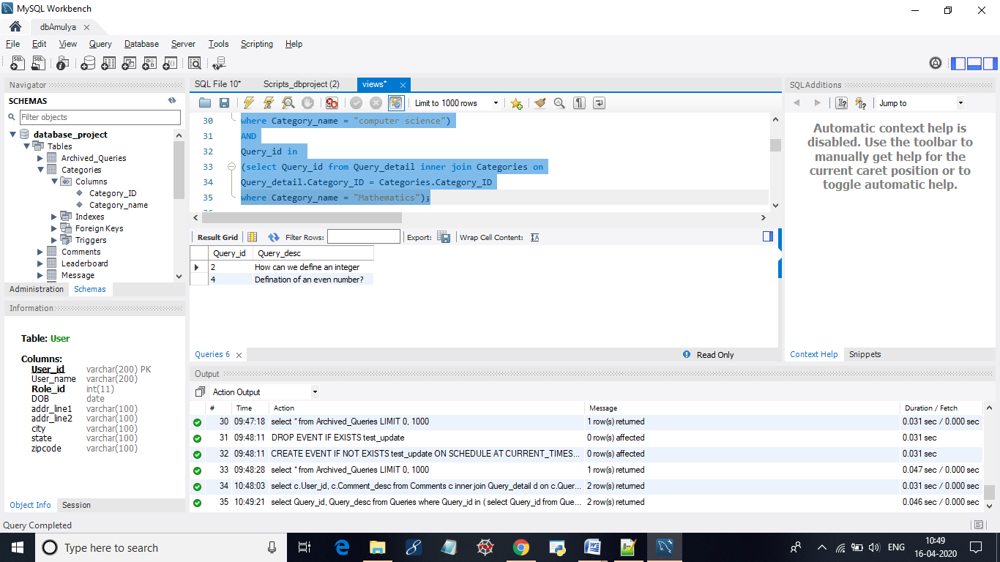 MySQL Workbench
dbAmulya
File Edit View Query Database Server Tools Scripting Help
Navigator
SCHEMAS
Filter objects
database_project
Tables
Archived_Queries
Categories
Columns
Category_ID
Category_name
Indexes
Foreign Keys
Triggers
Comments
Leaderboard
Message
Administration Schemas
Information
Table: User
Columns:
User_id varchar(200) PK
User_name varchar(200)
Role_id int(11)
DOB date
addr_line1 varchar(100)
addr_line2 varchar(100)
city varchar(100)
state varchar(100)
zipcode varchar(100)
Object Info Session
SQL File 10* Scripts_dbproject (2) views*
Limit to 1000 rows
30 where Category_name = "computer science")
31 AND
32 Query_id in
33 (select Query_id from Query_detail inner join Categories on
34 Query_detail.Category_ID = Categories.Category_ID
35 where Category_name = "Mathematics");
Result Grid Filter Rows: Export: Wrap Cell Content:
Query_id Query_desc
2 How can we define an integer
4 Defination of an even number?
Queries 6 Read Only
SQLAdditions
Jump to
Automatic context help is
disabled. Use the toolbar to
manually get help for the
current caret position or to
toggle automatic help.
Context Help Snippets
Output
Action Output
# Time Action Message Duration / Fetch
30 09:47:18 select * from Archived_Queries LIMIT 0, 1000 1 row(s) returned 0.031 sec / 0.000 sec
31 09:48:11 DROP EVENT IF EXISTS test_update 0 row(s) affected 0.031 sec
32 09:48:11 CREATE EVENT IF NOT EXISTS test_update ON SCHEDULE AT CURRENT_TIMES... 0 row(s) affected 0.031 sec
33 09:48:28 select * from Archived_Queries LIMIT 0, 1000 1 row(s) returned 0.047 sec / 0.000 sec
34 10:48:03 select c.User_id, c.Comment_desc from Comments c inner join Query_detail d on c.Quer... 2 row(s) returned 0.031 sec / 0.000 sec
35 10:49:21 select Query_id, Query_desc from Queries where Query_id in ( select Query_id from Que... 2 row(s) returned 0.046 sec / 0.000 sec
Query Completed
Type here to search
ENG
10:49
16-04-2020